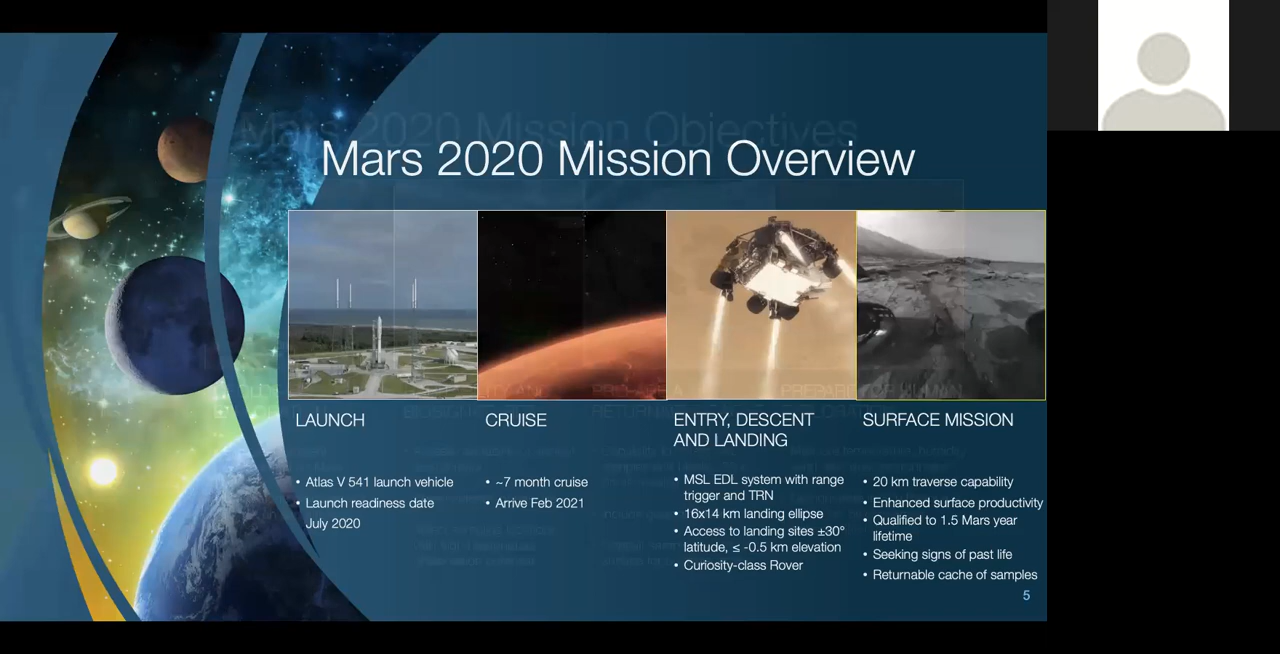 Mars 2020 Mission Objectives
Mars 2020 Mission Overview
LAUNCH
• Atlas V 541 launch vehicle
• Launch readiness date
July 2020
CRUISE
• ~7 month cruise
• Arrive Feb 2021
ENTRY, DESCENT
AND LANDING
• MSL EDL system with range
trigger and TRN
• 16x14 km landing ellipse
• Access to landing sites ±30°
latitude, ≤ -0.5 km elevation
• Curiosity-class Rover
SURFACE MISSION
• 20 km traverse capability
• Enhanced surface productivity
• Qualified to 1.5 Mars year
lifetime
• Seeking signs of past life
• Returnable cache of samples
5